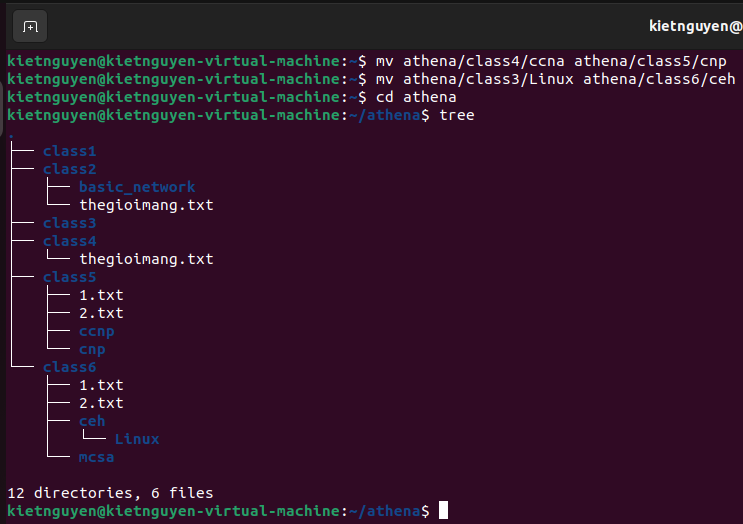 kietnguyen@
kietnguyen@kietnguyen-virtual-machine:~$ mv athena/class4/ccna athena/class5/cnp
kietnguyen@kietnguyen-virtual-machine:~$ mv athena/class3/Linux athena/class6/ceh
kietnguyen@kietnguyen-virtual-machine:~$ cd athena
kietnguyen@kietnguyen-virtual-machine:~/athena$ tree
.
├── class1
├── class2
│   ├── basic_network
│   └── thegioimang.txt
├── class3
├── class4
│   └── thegioimang.txt
├── class5
│   ├── 1.txt
│   ├── 2.txt
│   ├── ccnp
│   └── cnp
└── class6
    ├── 1.txt
    ├── 2.txt
    ├── ceh
    │   └── Linux
    └── mcsa
12 directories, 6 files
kietnguyen@kietnguyen-virtual-machine:~/athena$